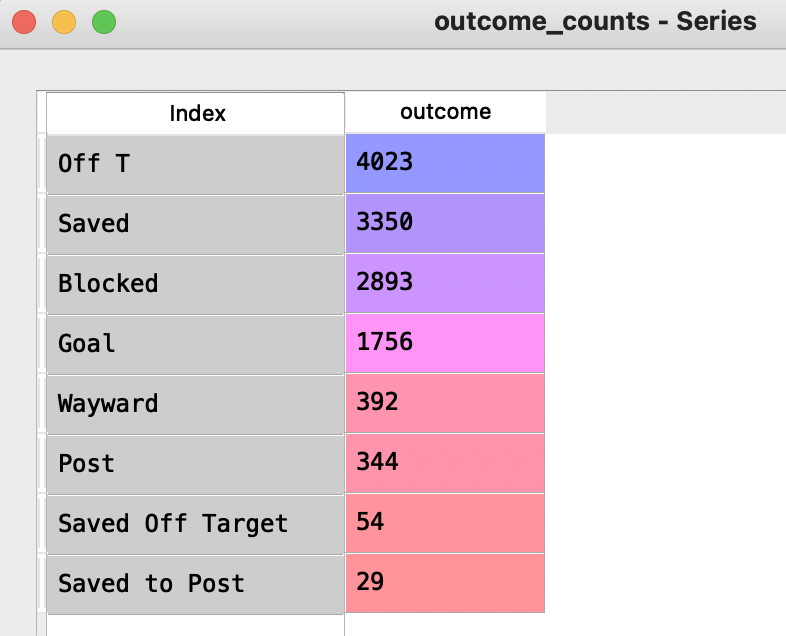 outcome_counts - Series
Index outcome
Off T 4023
Saved 3350
Blocked 2893
Goal 1756
Wayward 392
Post 344
Saved Off Target 54
Saved to Post 29